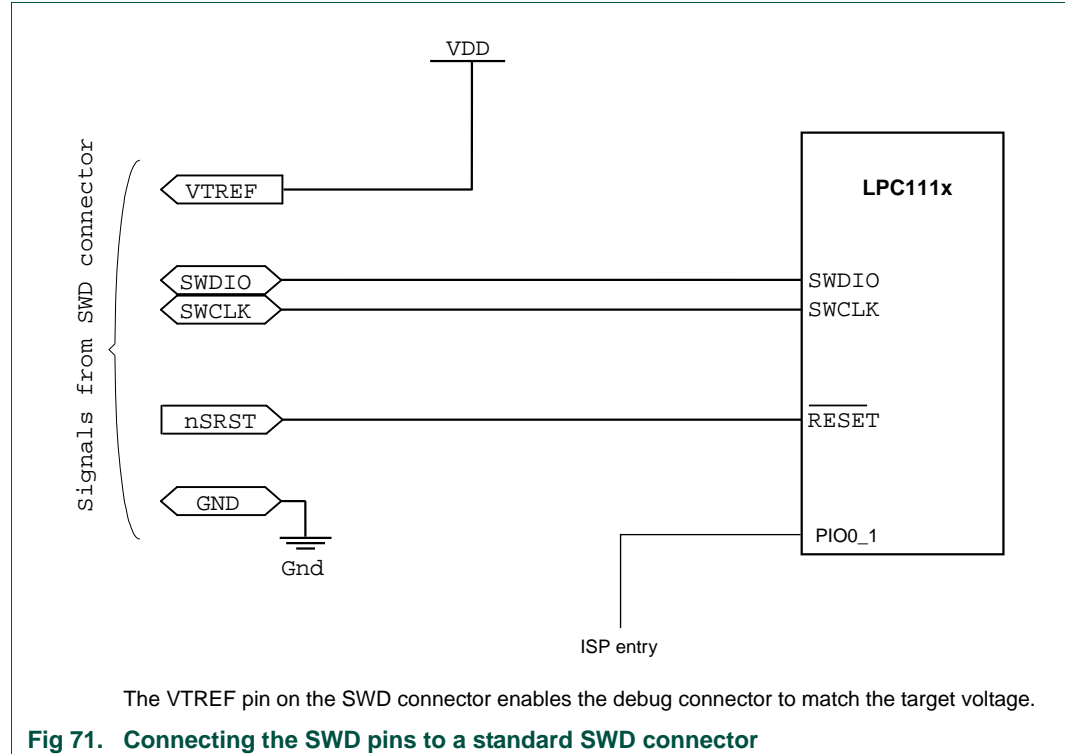 VDD
Signals from SWD connector
VTREF
LPC111x
SWDIO
SWDIO
SWCLK
SWCLK
nSRST
RESET
GND
Gnd
PIO0_1
ISP entry
The VTREF pin on the SWD connector enables the debug connector to match the target voltage.
Fig 71. Connecting the SWD pins to a standard SWD connector